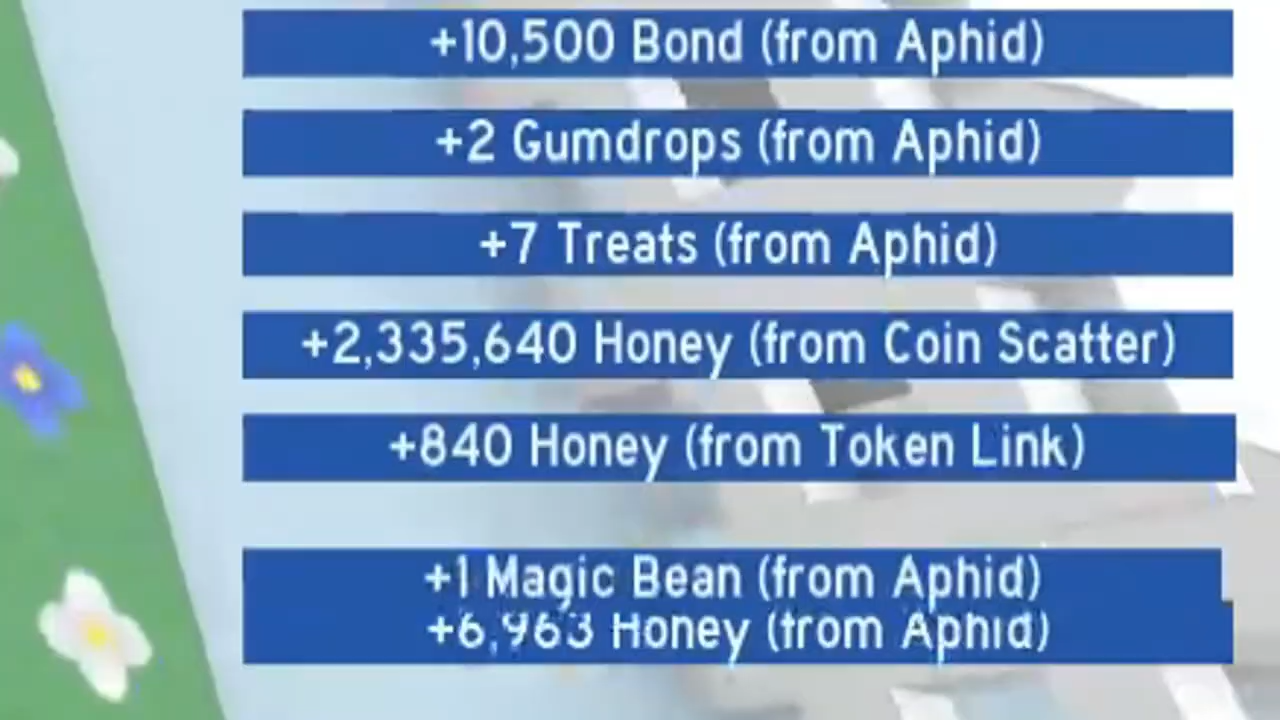 +10,500 Bond (from Aphid)
+2 Gumdrops (from Aphid)
+7 Treats (from Aphid)
+2,335,640 Honey (from Coin Scatter)
+840 Honey (from Token Link)
+1 Magic Bean (from Aphid)
+6,963 Honey (from Aphid)